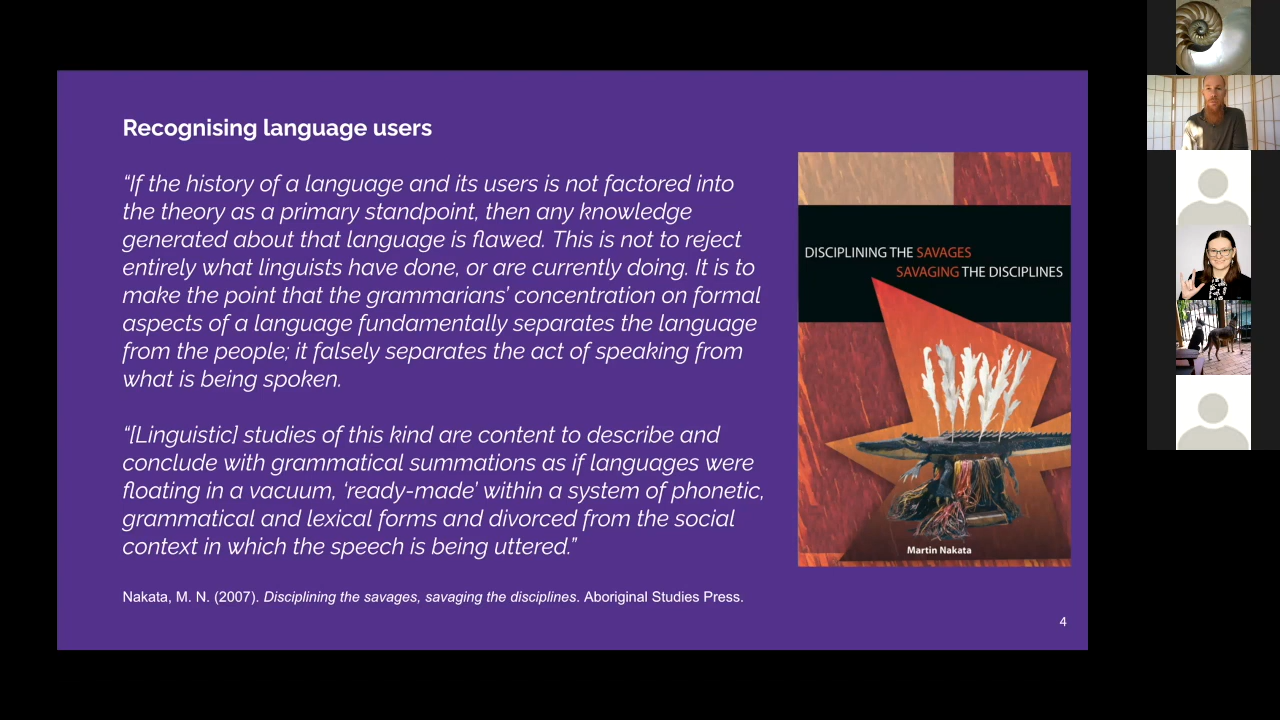 Recognising language users
“If the history of a language and its users is not factored into
the theory as a primary standpoint, then any knowledge
generated about that language is flawed. This is not to reject
entirely what linguists have done, or are currently doing. It is to
make the point that the grammarians’ concentration on formal
aspects of a language fundamentally separates the language
from the people; it falsely separates the act of speaking from
what is being spoken.
“[Linguistic] studies of this kind are content to describe and
conclude with grammatical summations as if languages were
floating in a vacuum, ‘ready-made’ within a system of phonetic,
grammatical and lexical forms and divorced from the social
context in which the speech is being uttered.”
Nakata, M. N. (2007). Disciplining the savages, savaging the disciplines. Aboriginal Studies Press.
DISCIPLINING THE SAVAGES
SAVAGING THE DISCIPLINES
Martin Nakata
4